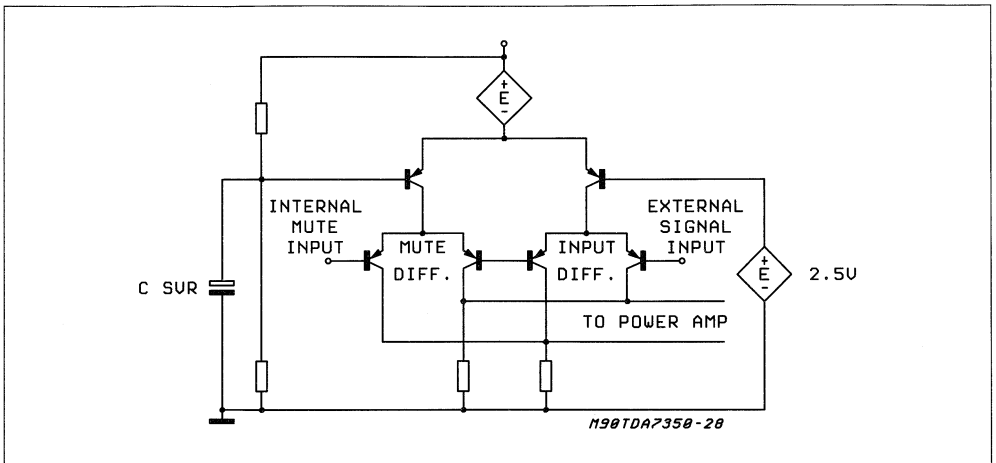 +
E
-
INTERNAL
MUTE
INPUT
MUTE
DIFF.
INPUT
DIFF.
EXTERNAL
SIGNAL
INPUT
+
E
-
2.5V
C SVR
TO POWER AMP
M90TDA7350-28